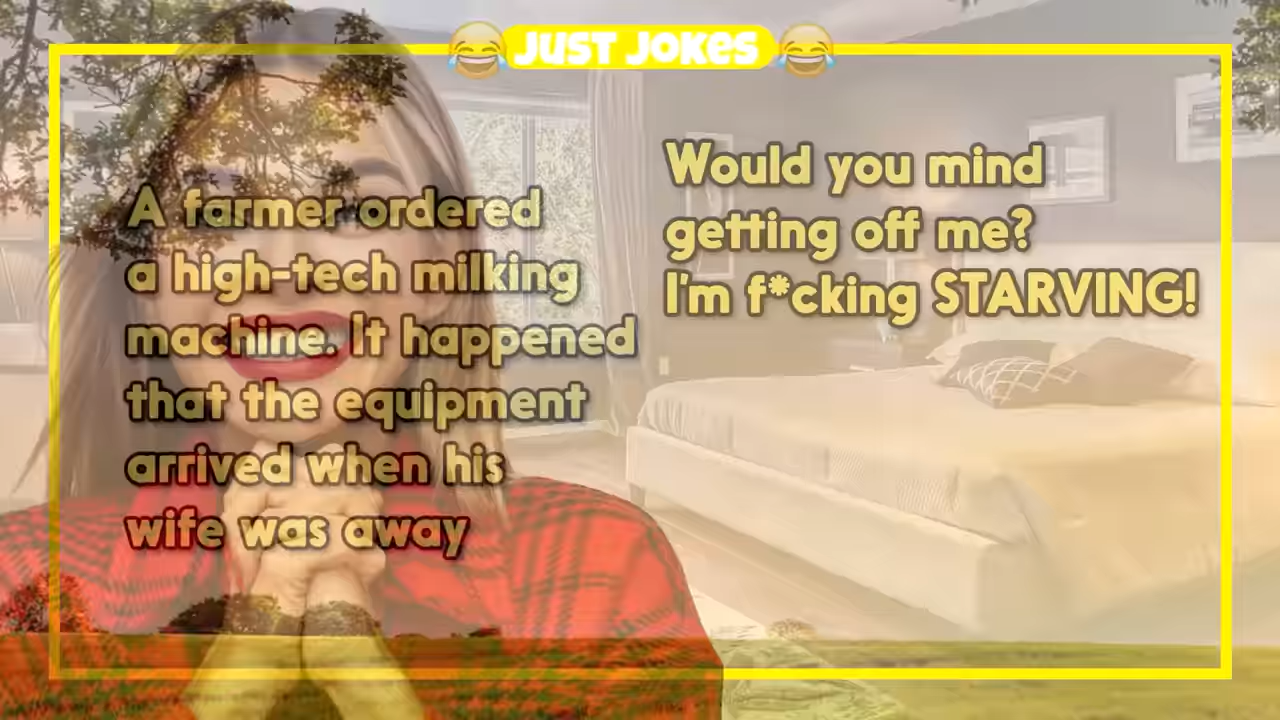 JUST JOKES
A farmer ordered
a high-tech milking
machine. It happened
that the equipment
arrived when his
wife was away
Would you mind
getting off me?
I'm f*cking STARVING!